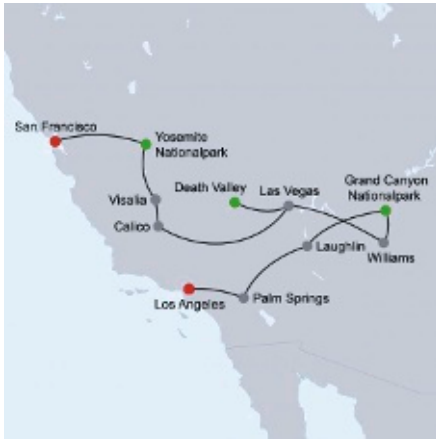 San Francisco
Yosemite
Nationalpark
Death Valley
Las Vegas
Grand Canyon
Nationalpark
Visalia
Calico
Laughlin
Williams
Los Angeles
Palm Springs